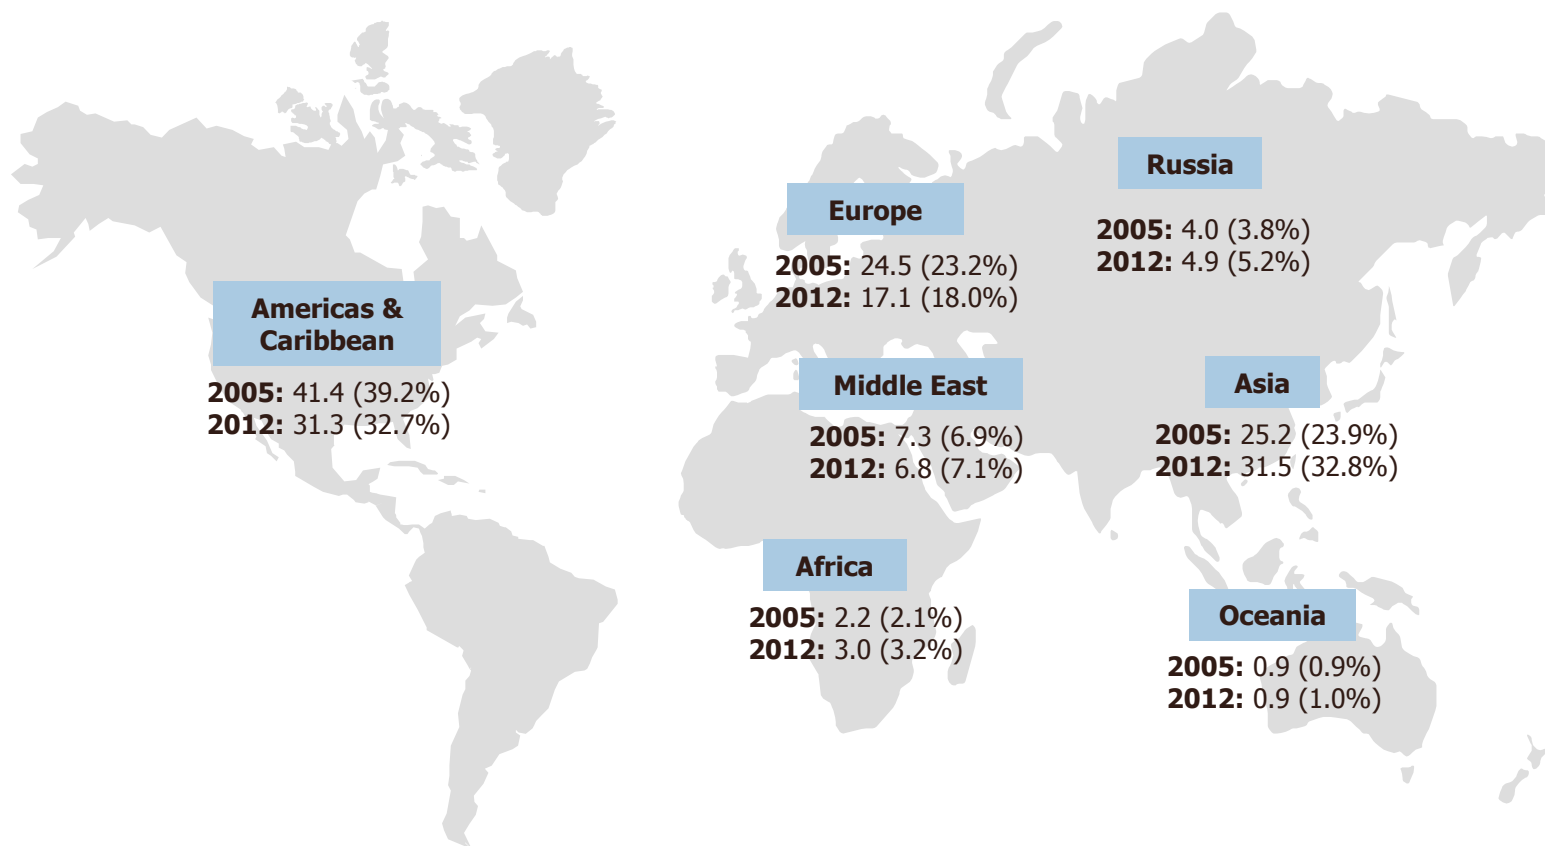 Americas &
Caribbean
2005: 41.4 (39.2%)
2012: 31.3 (32.7%)
Europe
2005: 24.5 (23.2%)
2012: 17.1 (18.0%)
Russia
2005: 4.0 (3.8%)
2012: 4.9 (5.2%)
Middle East
2005: 7.3 (6.9%)
2012: 6.8 (7.1%)
Asia
2005: 25.2 (23.9%)
2012: 31.5 (32.8%)
Africa
2005: 2.2 (2.1%)
2012: 3.0 (3.2%)
Oceania
2005: 0.9 (0.9%)
2012: 0.9 (1.0%)